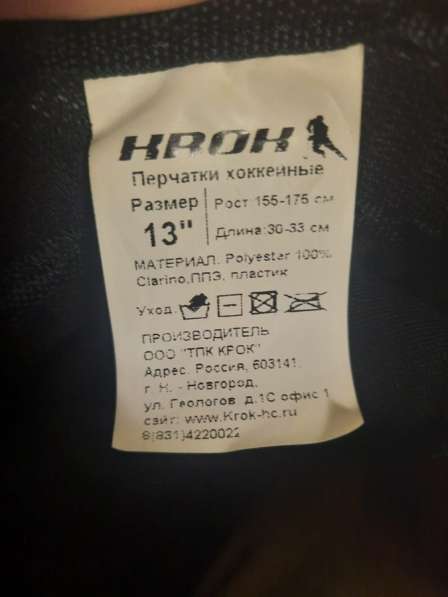 KROK
Перчатки хоккейные
Размер
13"
Рост 155-175 см
Длина:30-33 см
МАТЕРИАЛ. Polyester 100%
Clarino,ППЭ, пластик
Уход.
ПРОИЗВОДИТЕЛЬ
ООО "ТПК КРОК"
Адрес. Россия, 603141.
г. Н. - Новгород,
ул. Геологов д.1С офис 1
сайт: www.Krok-hc.ru
8(831)4220022